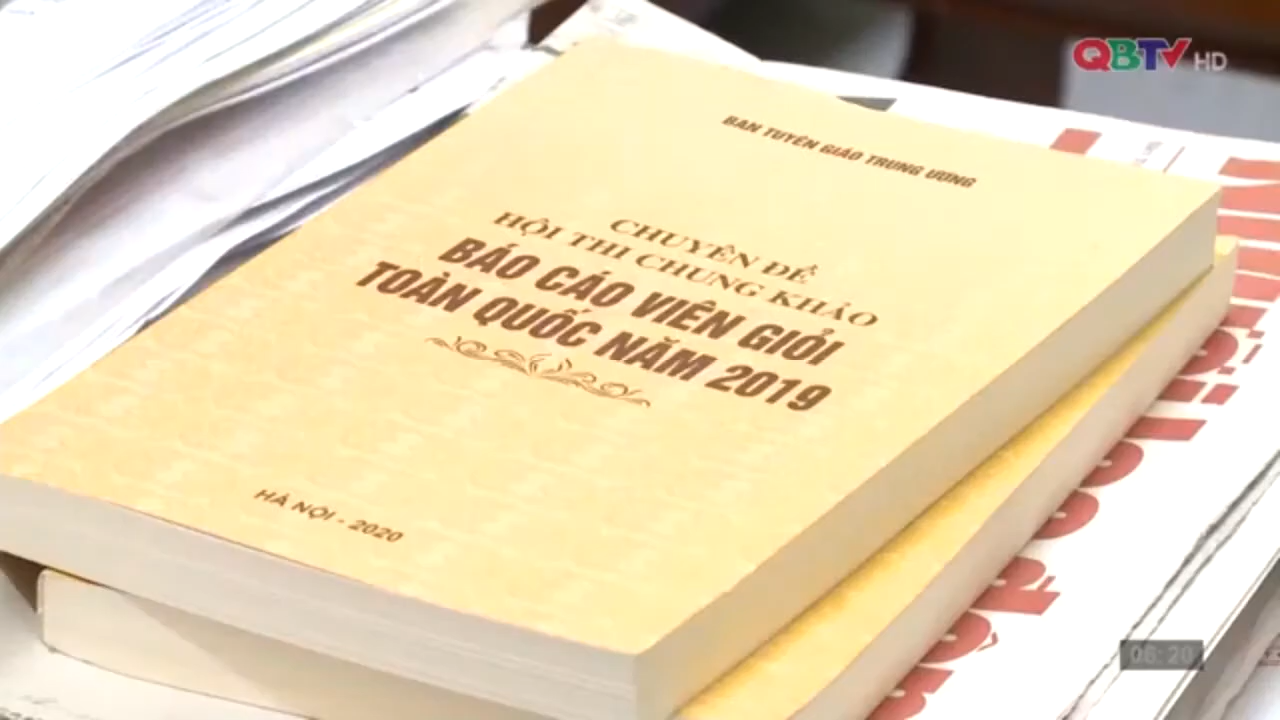 QBTV HD
BAN TUYÊN GIÁO TRUNG ƯƠNG
CHUYÊN ĐỀ
HỘI THI CHUNG KHẢO
BÁO CÁO VIÊN GIỎI
TOÀN QUỐC NĂM 2019
HÀ NỘI - 2020
06:20